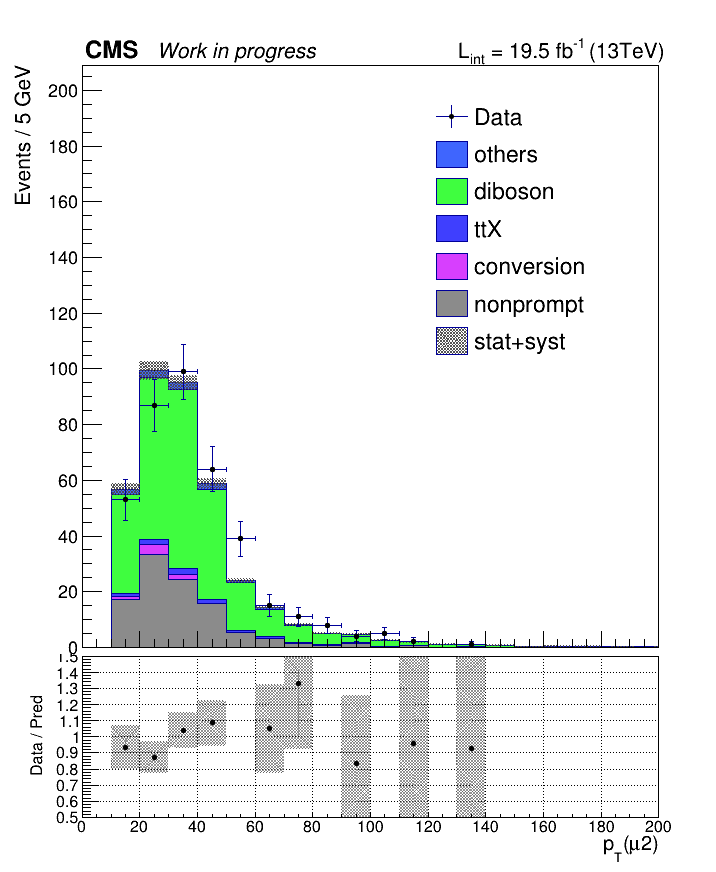 CMS Work in progress L_int = 19.5 fb^-1 (13TeV)
Events / 5 GeV
200
180
160
140
120
100
80
60
40
20
0
Data
others
diboson
ttX
conversion
nonprompt
stat+syst
Data / Pred
1.5
1.4
1.3
1.2
1.1
1
0.9
0.8
0.7
0.6
0.5
0 20 40 60 80 100 120 140 160 180 200
p_T(μ2)